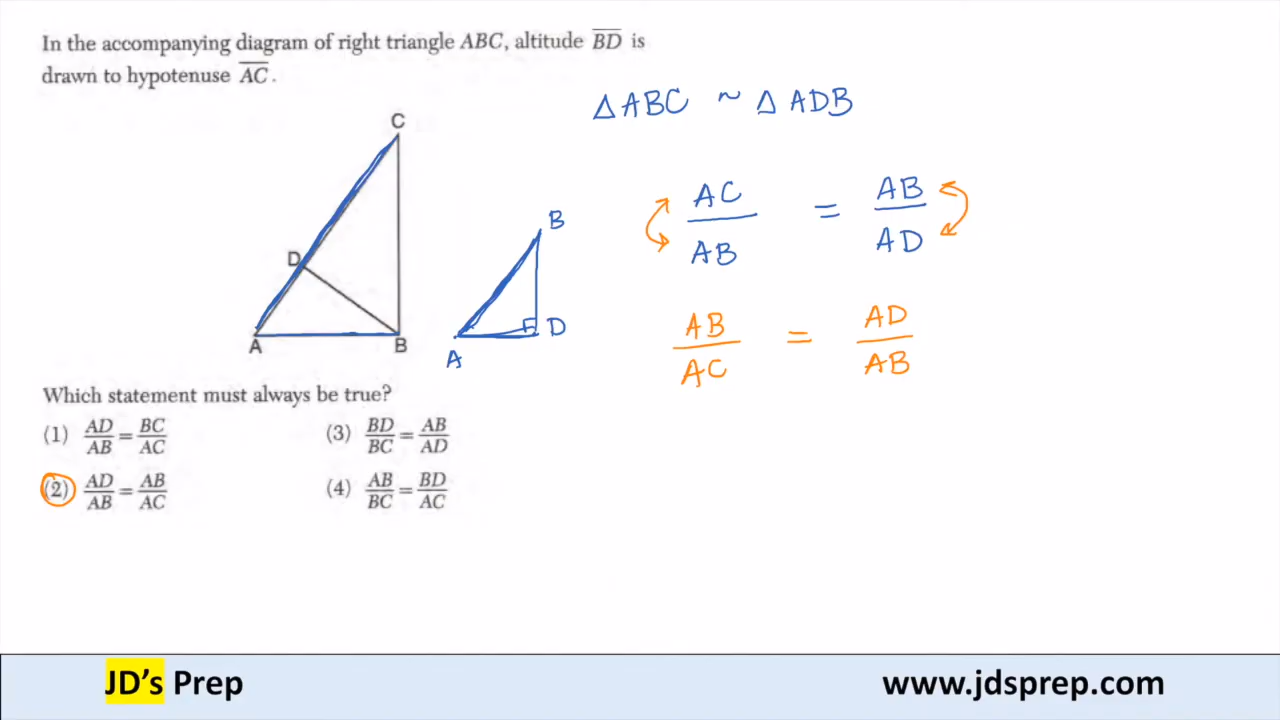 In the accompanying diagram of right triangle ABC, altitude BD is
drawn to hypotenuse AC.
△ABC ~ △ADB
C
D
A
B
B
A
D
AC/AB = AB/AD
AB/AC = AD/AB
Which statement must always be true?
(1) AD/AB = BC/AC
(3) BD/BC = AB/AD
(2) AD/AB = AB/AC
(4) AB/BC = BD/AC
JD's Prep
www.jdsprep.com